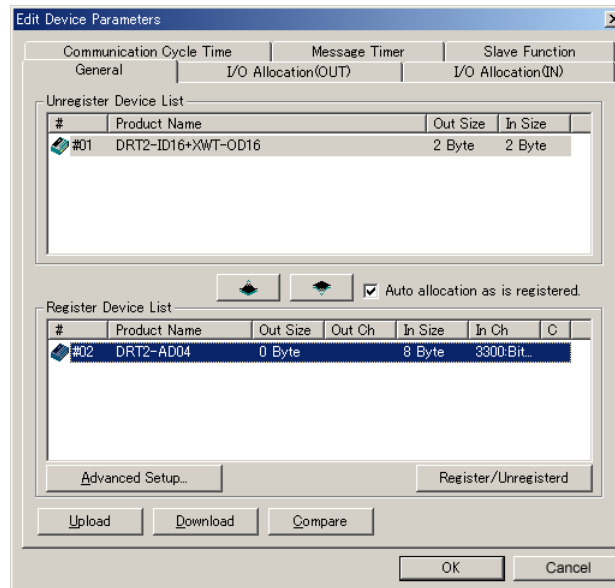 Edit Device Parameters
Communication Cycle Time Message Timer Slave Function
General I/O Allocation(OUT) I/O Allocation(IN)
Unregister Device List
# Product Name Out Size In Size
#01 DRT2-ID16+XWT-OD16 2 Byte 2 Byte
Auto allocation as is registered.
Register Device List
# Product Name Out Size Out Ch In Size In Ch C
#02 DRT2-AD04 0 Byte 8 Byte 3300:Bit...
Advanced Setup... Register/Unregisterd
Upload Download Compare
OK Cancel